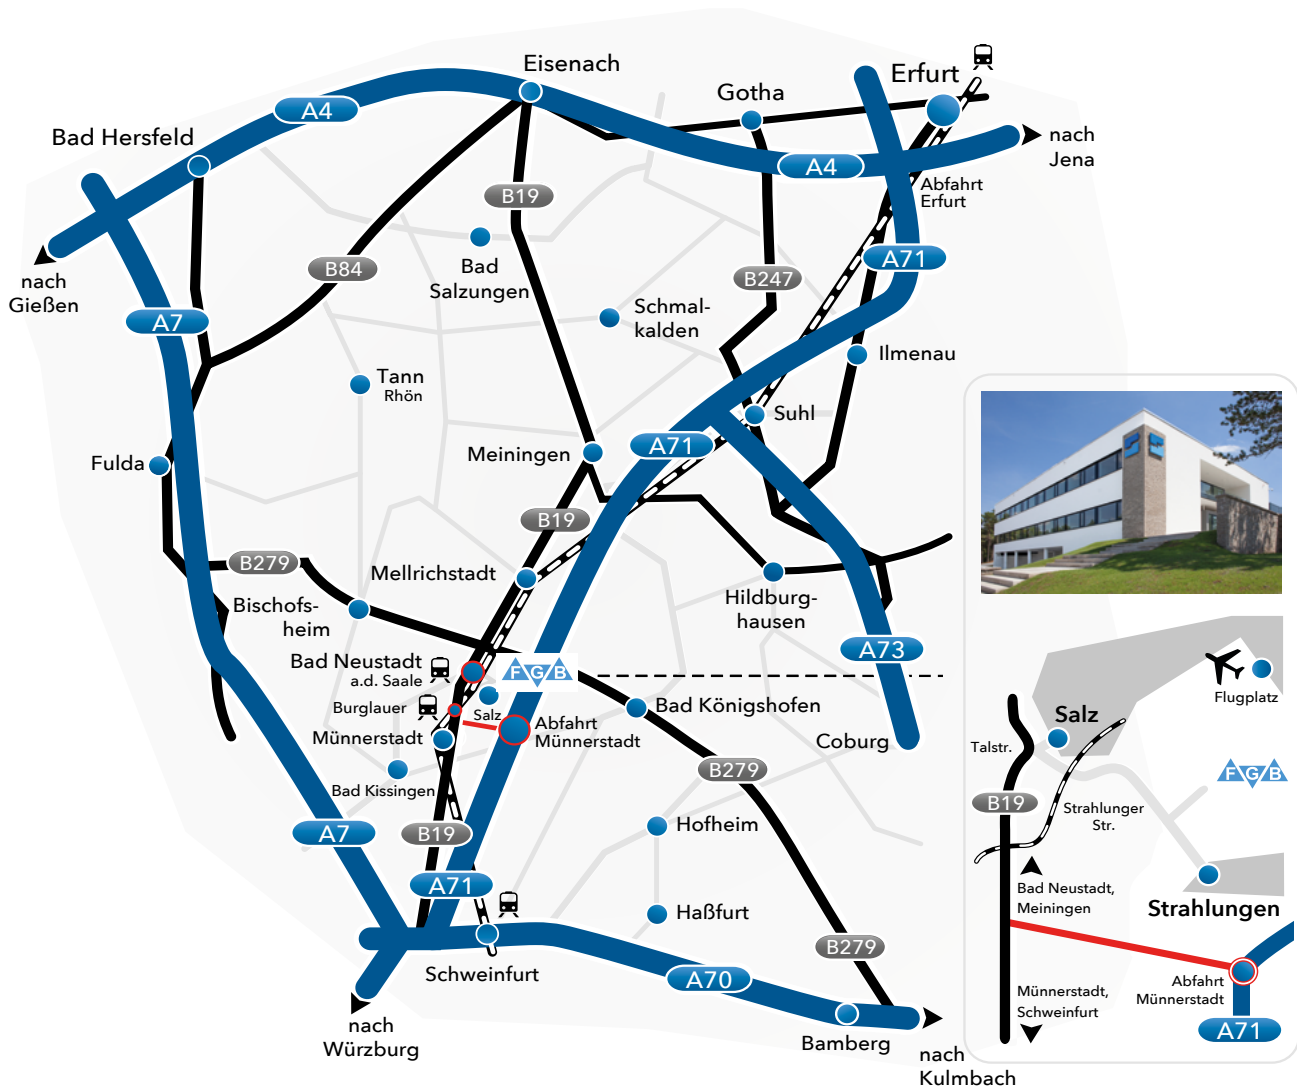 Eisenach
Erfurt
Gotha
A4
Bad Hersfeld
nach
Jena
A4
Abfahrt
Erfurt
B19
A71
Bad
Salzungen
B84
B247
nach
Gießen
A7
Schmal-
kalden
Ilmenau
Tann
Rhön
Suhl
A71
Meiningen
Fulda
B19
B279
Mellrichstadt
Bischofs-
heim
Hildburg-
hausen
A73
Bad Neustadt
a.d. Saale
FGB
Burglauer
Salz
Bad Königshofen
Abfahrt
Münnerstadt
Münnerstadt
Coburg
B279
Bad Kissingen
A7
B19
Hofheim
A71
Haßfurt
B279
Schweinfurt
A70
nach
Würzburg
Bamberg
nach
Kulmbach
Flugplatz
Salz
Talstr.
FGB
B19
Strahlunger
Str.
Bad Neustadt,
Meiningen
Strahlungen
Abfahrt
Münnerstadt
Münnerstadt,
Schweinfurt
A71